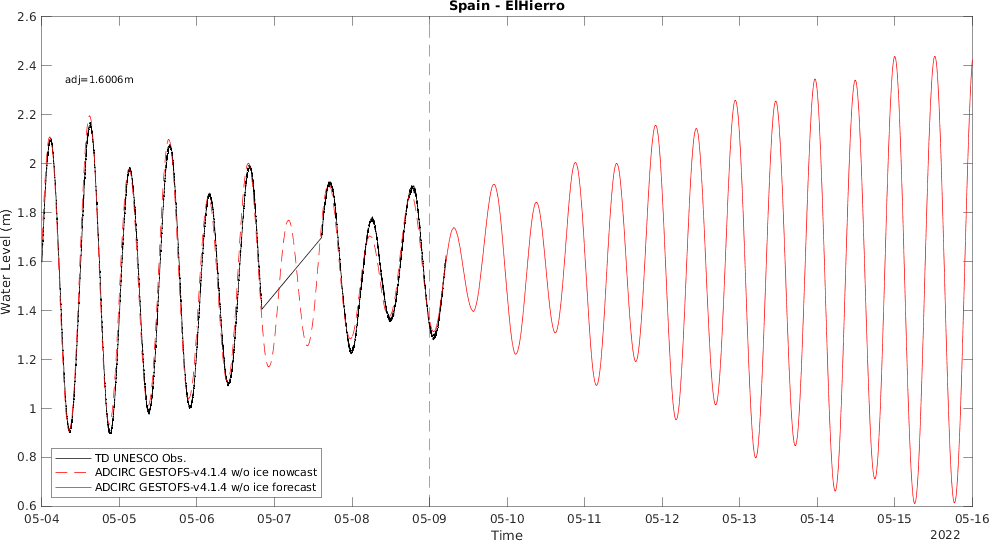 Spain - ElHierro
2.6
2.4
adj=1.6006m
2.2
2
1.8
1.6
1.4
1.2
1
0.8
0.6
Water Level (m)
TD UNESCO Obs.
ADCIRC GESTOFS-v4.1.4 w/o ice nowcast
ADCIRC GESTOFS-v4.1.4 w/o ice forecast
05-04 05-05 05-06 05-07 05-08 05-09 05-10 05-11 05-12 05-13 05-14 05-15 05-16
Time
2022